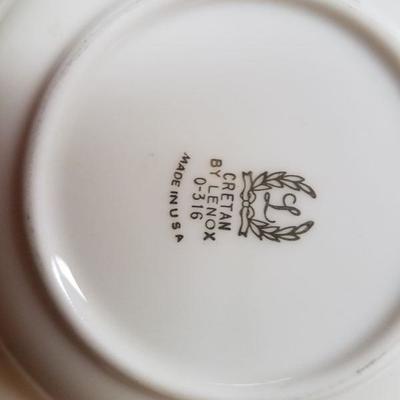 L
CRETAN
BY LENOX
O-316
MADE IN USA